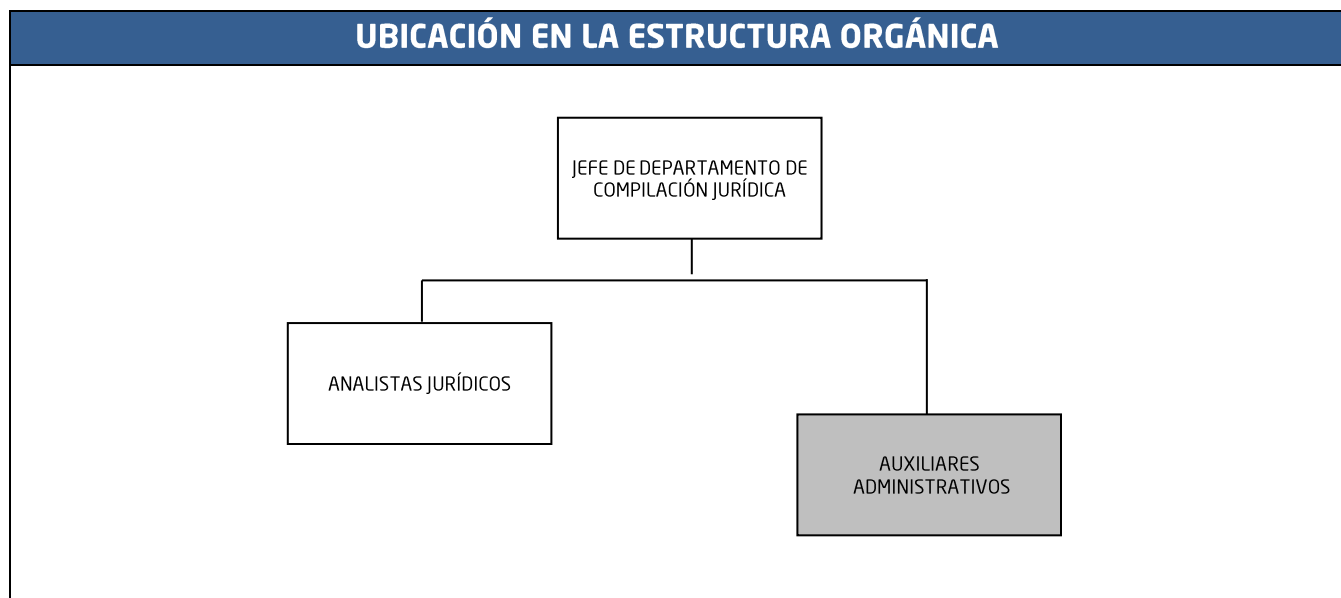 UBICACIÓN EN LA ESTRUCTURA ORGÁNICA
JEFE DE DEPARTAMENTO DE
COMPILACIÓN JURÍDICA
ANALISTAS JURÍDICOS
AUXILIARES
ADMINISTRATIVOS